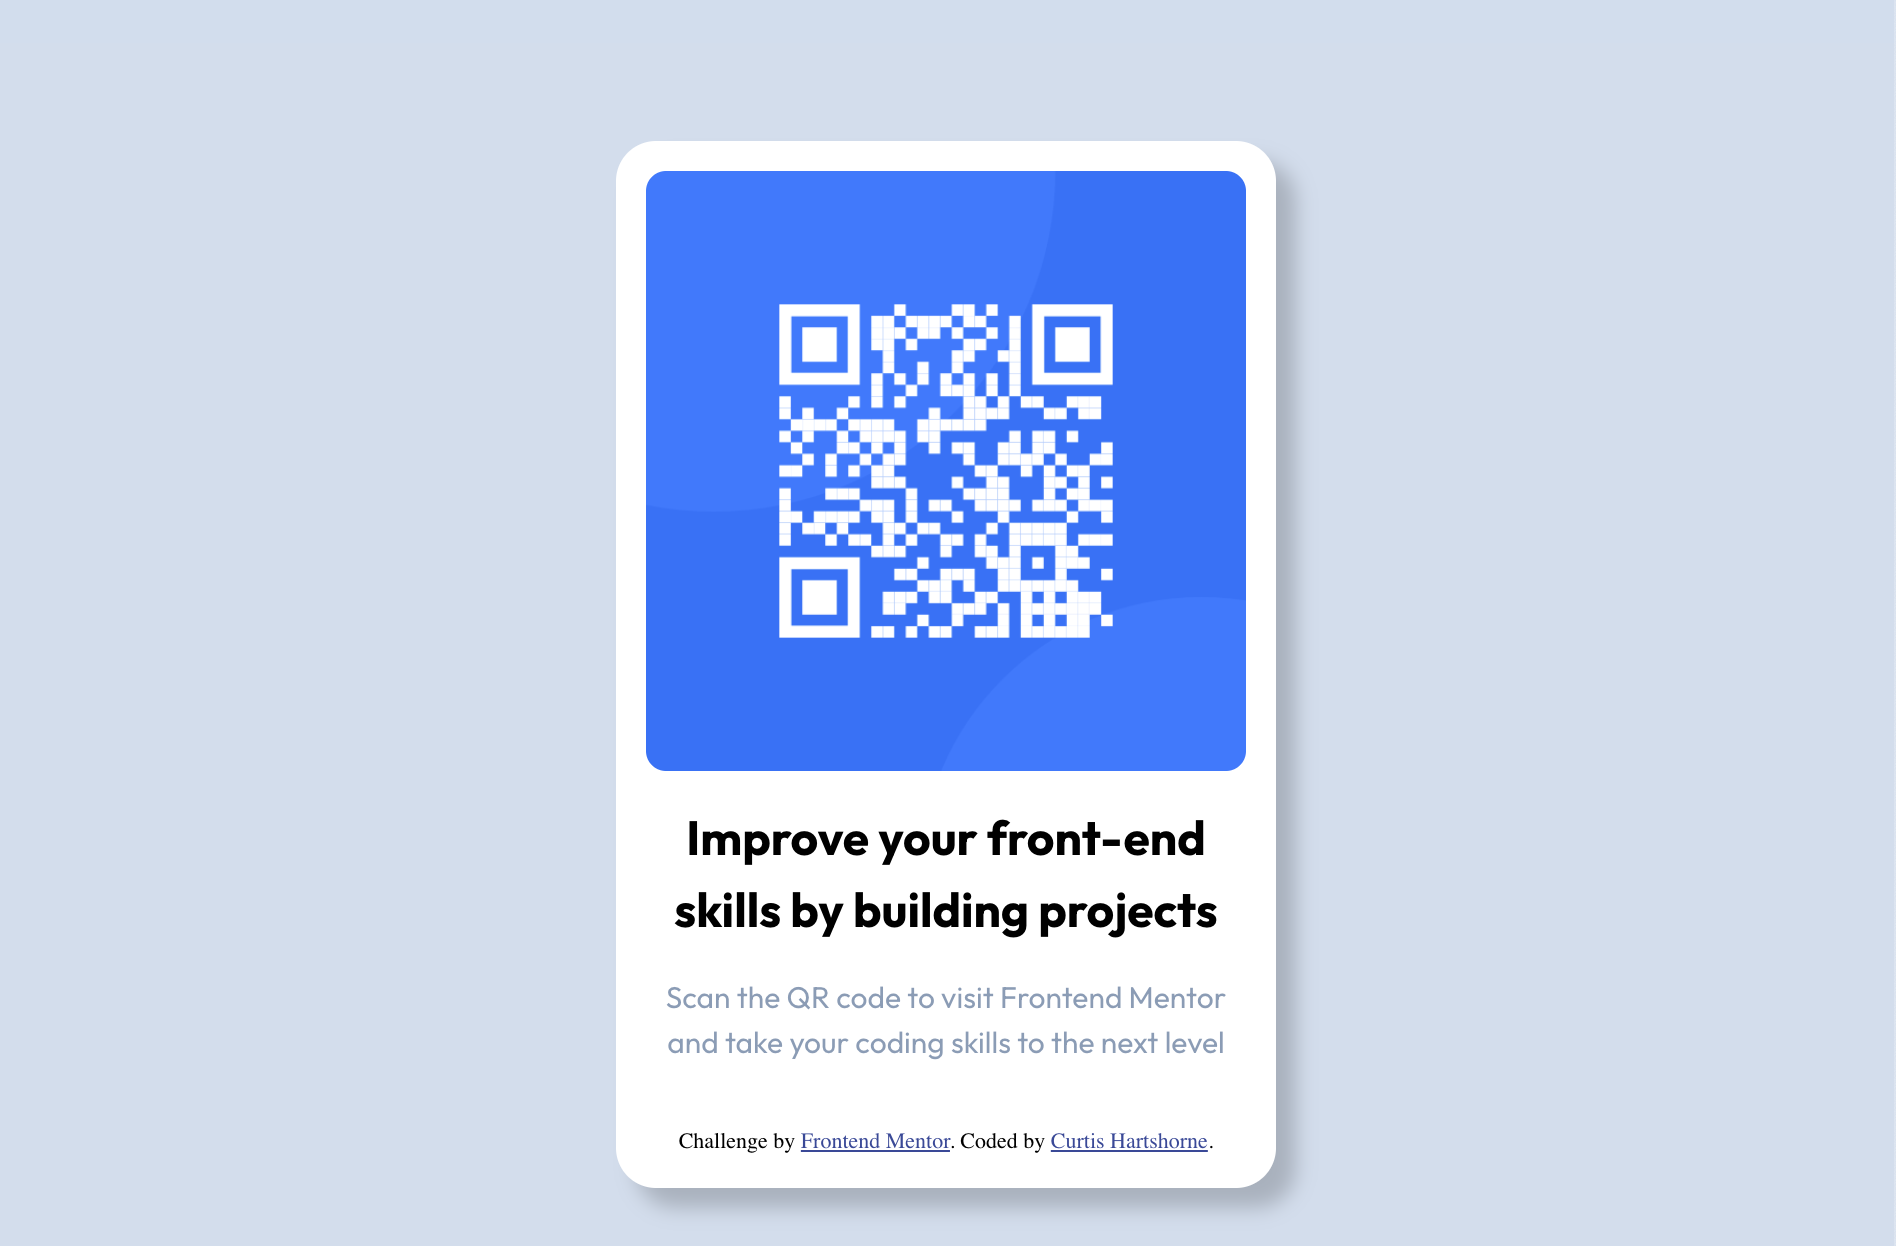 Improve your front-end
skills by building projects
Scan the QR code to visit Frontend Mentor
and take your coding skills to the next level
Challenge by Frontend Mentor. Coded by Curtis Hartshorne.